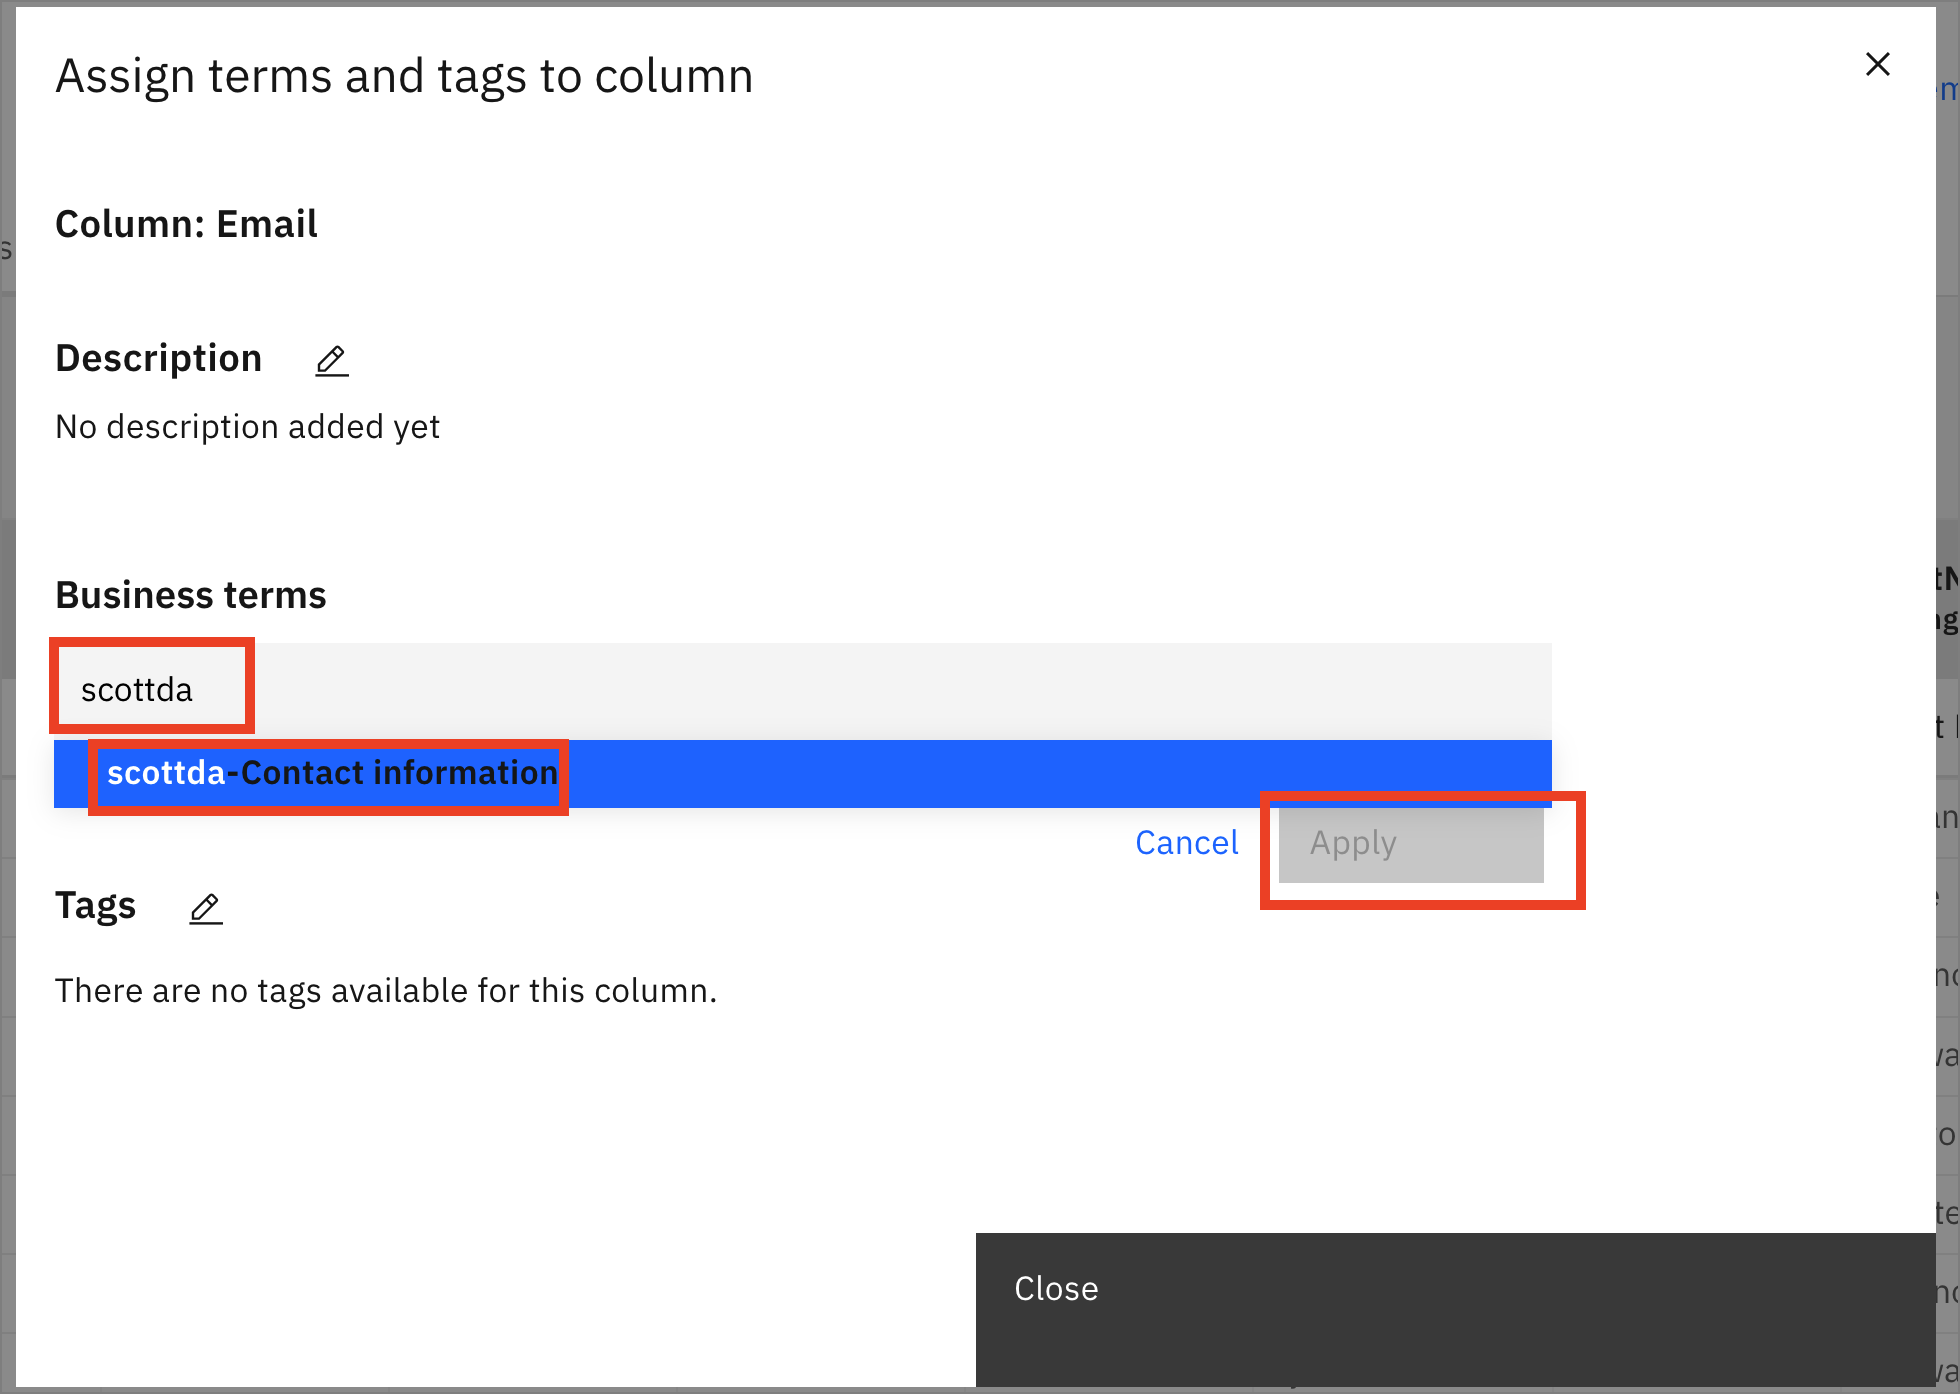 Assign terms and tags to column
Column: Email
Description
No description added yet
Business terms
scottda
scottda-Contact information
Cancel
Apply
Tags
There are no tags available for this column.
Close